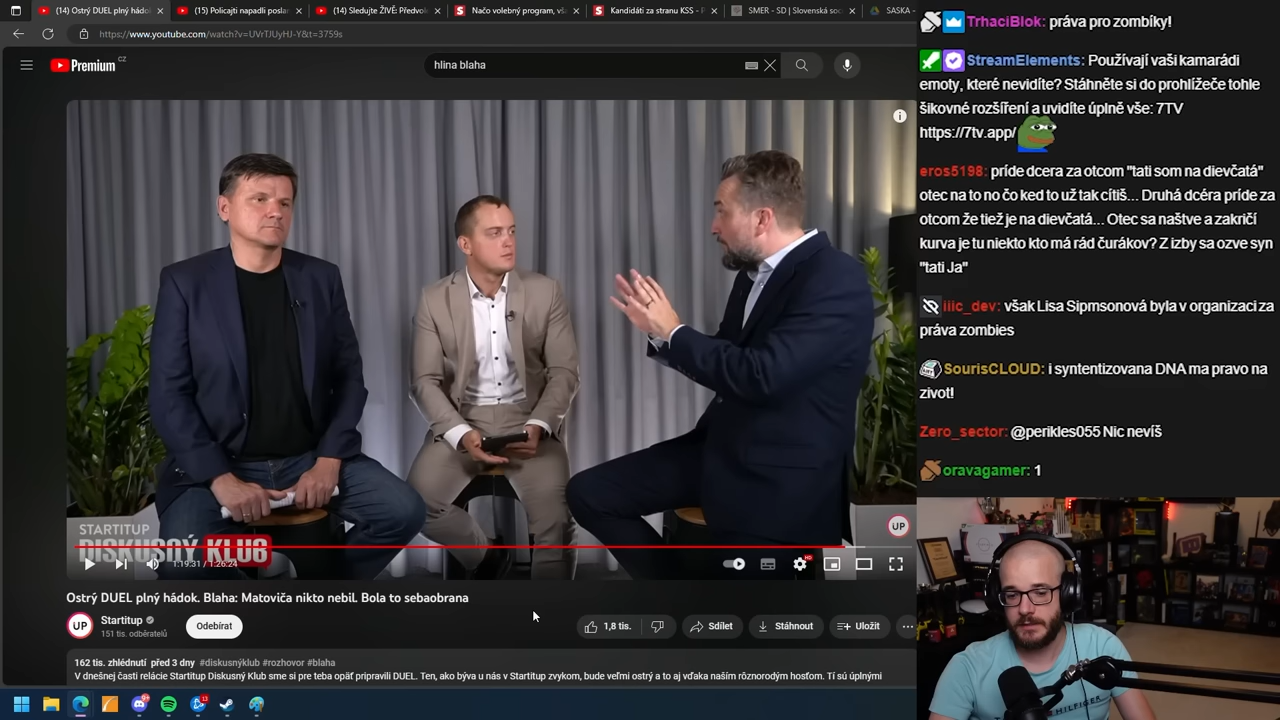 (14) Ostrý DUEL plný hádok
(15) Policajti napadli poslan
(14) Sledujte ŽIVĚ: Předvol
Načo volebný program, vš
Kandidáti za stranu KSS - P
SMER - SD | Slovenská soc
SASKA -
https://www.youtube.com/watch?v=UVrTJUyHJ-Y&t=3759s
Premium CZ
hlina blaha
STARTITUP
DISKUSNÝ KLUB
UP
1:19:31 / 1:26:24
HD
Ostrý DUEL plný hádok. Blaha: Matoviča nikto nebil. Bola to sebaobrana
UP
Startitup
151 tis. odběratelů
Odebírat
1,8 tis.
Sdílet
Stáhnout
Uložit
162 tis. zhlédnutí před 3 dny #diskusnýklub #rozhovor #blaha
V dnešnej časti relácie Startitup Diskusný Klub sme si pre teba opäť pripravili DUEL. Ten, ako býva u nás v Startitup zvykom, bude veľmi ostrý a to aj vďaka našim rôznorodým hosťom. Tí sú úplnými
TrhaciBlok: práva pro zombíky!
StreamElements: Používají vaši kamarádi
emoty, které nevidíte? Stáhněte si do prohlížeče tohle
šikovné rozšíření a uvidíte úplně vše: 7TV
https://7tv.app/
eros5198: príde dcera za otcom "tati som na dievčatá"
otec na to no čo ked to už tak cítiš... Druhá dcéra príde za
otcom že tiež je na dievčatá... Otec sa naštve a zakričí
kurva je tu niekto kto má rád čurákov? Z izby sa ozve syn
"tati Ja"
iiic_dev: však Lisa Sipmsonová byla v organizaci za
práva zombies
SourisCLOUD: i syntentizovana DNA ma pravo na
zivot!
Zero_sector: @perikles055 Nic nevíš
oravagamer: 1